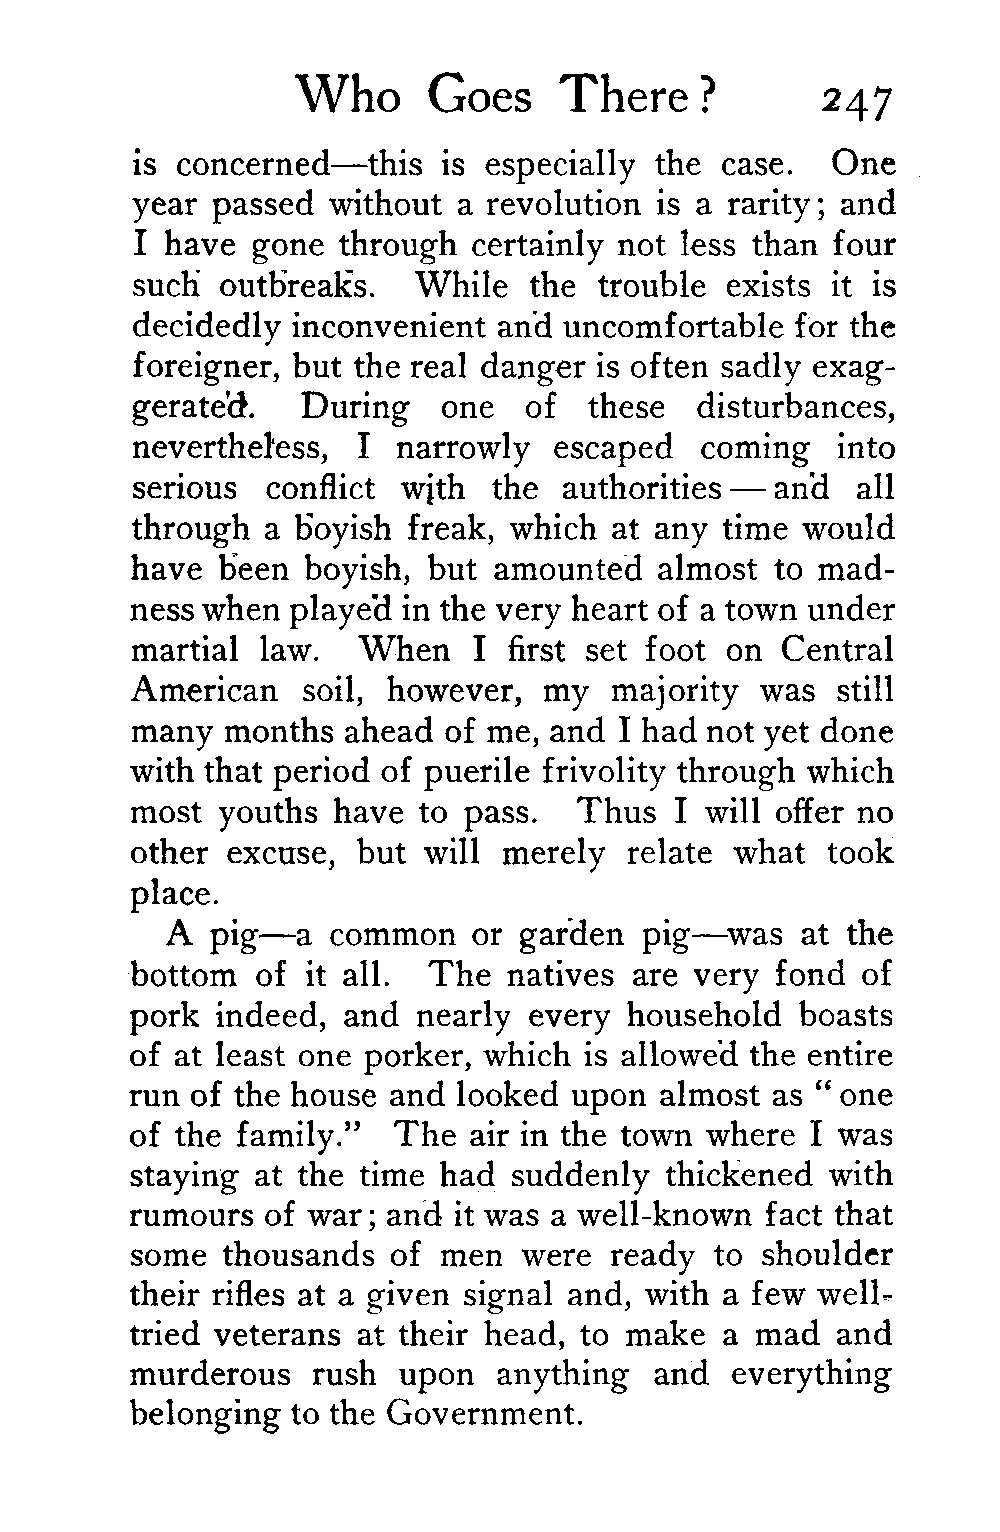 Who Goes There? 247
is concerned—this is especially the case. One
year passed without a revolution is a rarity; and
I have gone through certainly not less than four
such outbreaks. While the trouble exists it is
decidedly inconvenient and uncomfortable for the
foreigner, but the real danger is often sadly exag-
gerated. During one of these disturbances,
nevertheless, I narrowly escaped coming into
serious conflict with the authorities — and all
through a boyish freak, which at any time would
have been boyish, but amounted almost to mad-
ness when played in the very heart of a town under
martial law. When I first set foot on Central
American soil, however, my majority was still
many months ahead of me, and I had not yet done
with that period of puerile frivolity through which
most youths have to pass. Thus I will offer no
other excuse, but will merely relate what took
place.
A pig—a common or garden pig—was at the
bottom of it all. The natives are very fond of
pork indeed, and nearly every household boasts
of at least one porker, which is allowed the entire
run of the house and looked upon almost as “ one
of the family.” The air in the town where I was
staying at the time had suddenly thickened with
rumours of war; and it was a well-known fact that
some thousands of men were ready to shoulder
their rifles at a given signal and, with a few well-
tried veterans at their head, to make a mad and
murderous rush upon anything and everything
belonging to the Government.